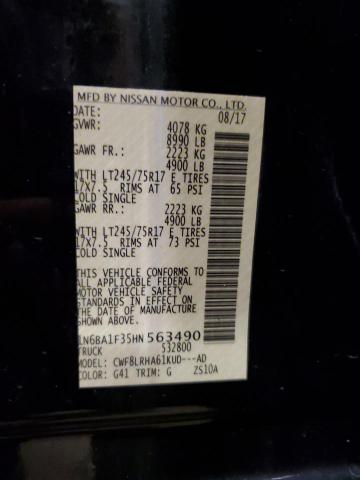 MFD BY NISSAN MOTOR CO., LTD.
DATE: 08/17
GVWR: 4078 KG
8990 LB
GAWR FR.: 2223 KG
4900 LB
WITH LT245/75R17 E TIRES
17X7.5 RIMS AT 65 PSI
COLD SINGLE
GAWR RR.: 2223 KG
4900 LB
WITH LT245/75R17 E TIRES
17X7.5 RIMS AT 73 PSI
COLD SINGLE
THIS VEHICLE CONFORMS TO
ALL APPLICABLE FEDERAL
MOTOR VEHICLE SAFETY
STANDARDS IN EFFECT ON
THE DATE OF MANUFACTURE
SHOWN ABOVE.
1N6BA1F35HN563490
TRUCK 532800
MODEL: CWF8LRHA61KUD---AD
COLOR: G41 TRIM: G ZS10A